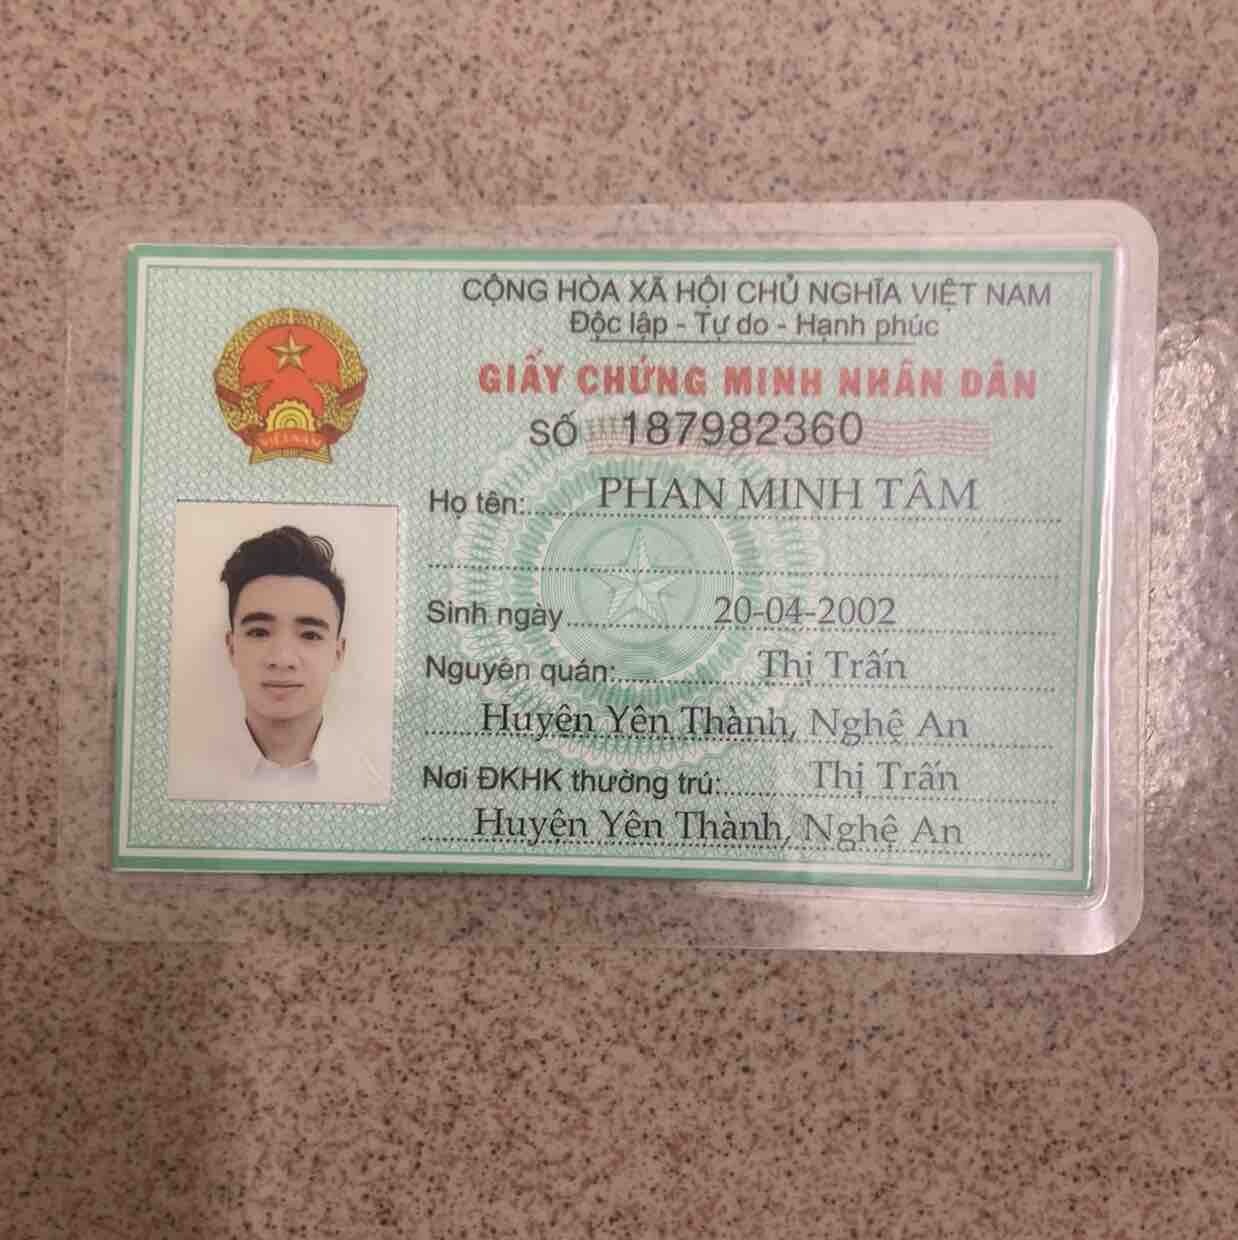 CỘNG HÒA XÃ HỘI CHỦ NGHĨA VIỆT NAM
Độc lập - Tự do - Hạnh phúc
GIẤY CHỨNG MINH NHÂN DÂN
SỐ 187982360
VIỆT NAM
Họ tên: PHAN MINH TÂM
Sinh ngày 20-04-2002
Nguyên quán: Thị Trấn
Huyện Yên Thành, Nghệ An
Nơi ĐKHK thường trú: Thị Trấn
Huyện Yên Thành, Nghệ An